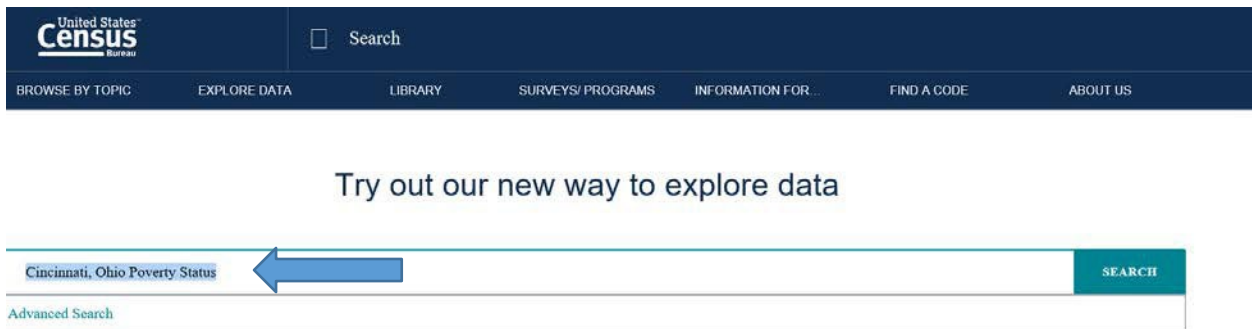 United States™
Census
Bureau
Search
BROWSE BY TOPIC EXPLORE DATA LIBRARY SURVEYS/ PROGRAMS INFORMATION FOR... FIND A CODE ABOUT US
Try out our new way to explore data
Cincinnati, Ohio Poverty Status SEARCH
Advanced Search